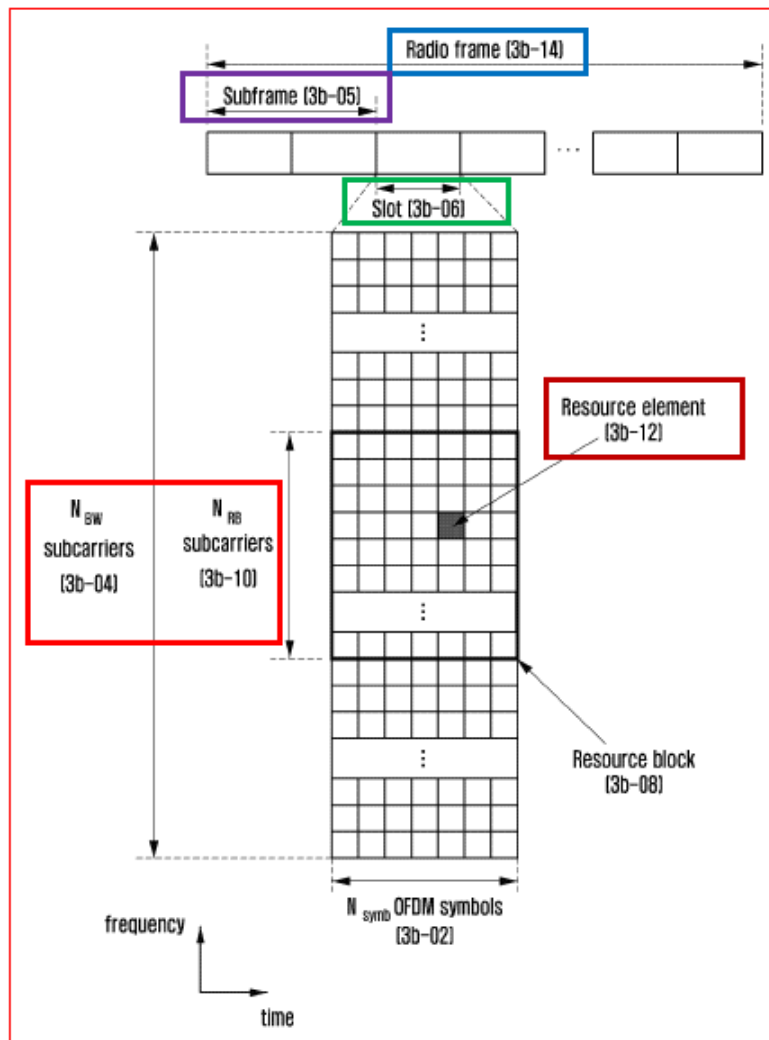 Radio frame (3b-14)
Subframe (3b-05)
...
Slot (3b-06)
Resource element
(3b-12)
N BW
subcarriers
(3b-04)
N RB
subcarriers
(3b-10)
Resource block
(3b-08)
N symb OFDM symbols
(3b-02)
frequency
time